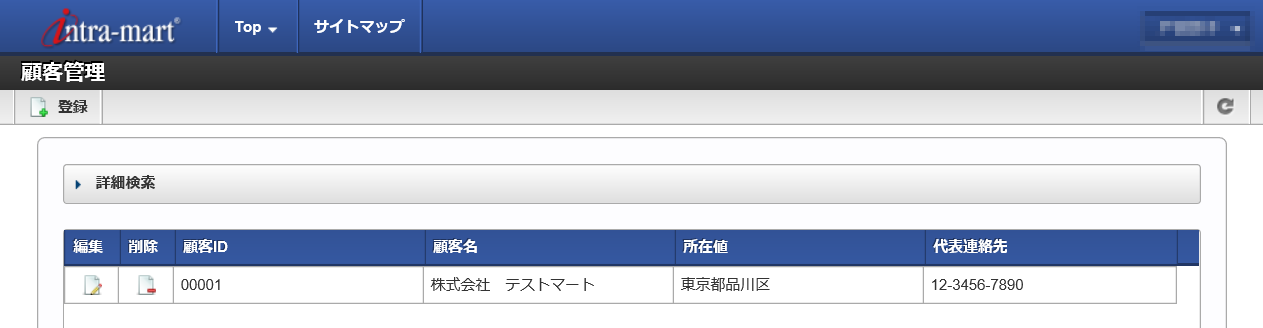 intra-mart®
Top サイトマップ
顧客管理
登録
詳細検索
編集 削除 顧客ID 顧客名 所在値 代表連絡先
00001 株式会社　テストマート 東京都品川区 12-3456-7890